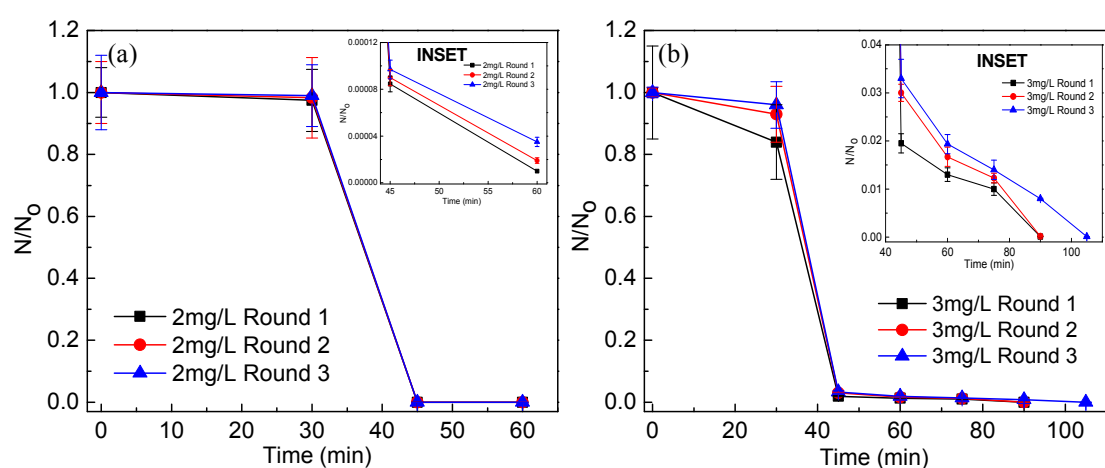 (a)
1.2
1.0
0.8
0.6
0.4
0.2
0.0
N/N₀
0 10 20 30 40 50 60
Time (min)
2mg/L Round 1
2mg/L Round 2
2mg/L Round 3
INSET
2mg/L Round 1
2mg/L Round 2
2mg/L Round 3
0.00012
0.00008
0.00004
0.00000
N/N₀
45 50 55 60
Time (min)
(b)
1.2
1.0
0.8
0.6
0.4
0.2
0.0
N/N₀
0 20 40 60 80 100
Time (min)
3mg/L Round 1
3mg/L Round 2
3mg/L Round 3
INSET
3mg/L Round 1
3mg/L Round 2
3mg/L Round 3
0.04
0.03
0.02
0.01
0.00
N/N₀
40 60 80 100
Time (min)